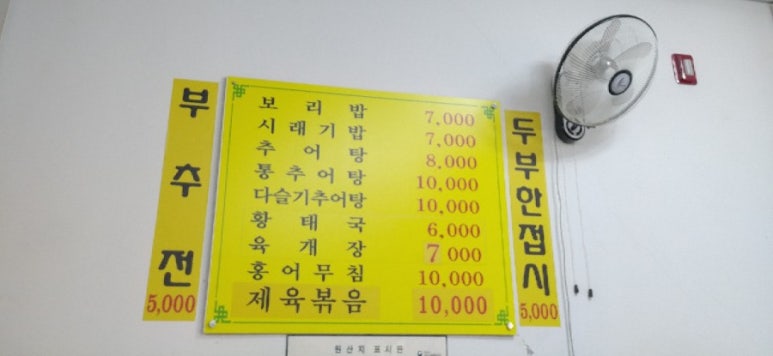 부추전
5,000
보리밥 7,000
시래기밥 7,000
추어탕 8,000
통추어탕 10,000
다슬기추어탕 10,000
황태국 6,000
육개장 7 000
홍어무침 10,000
제육볶음 10,000
두부한접시
5,000
원산지 표시판